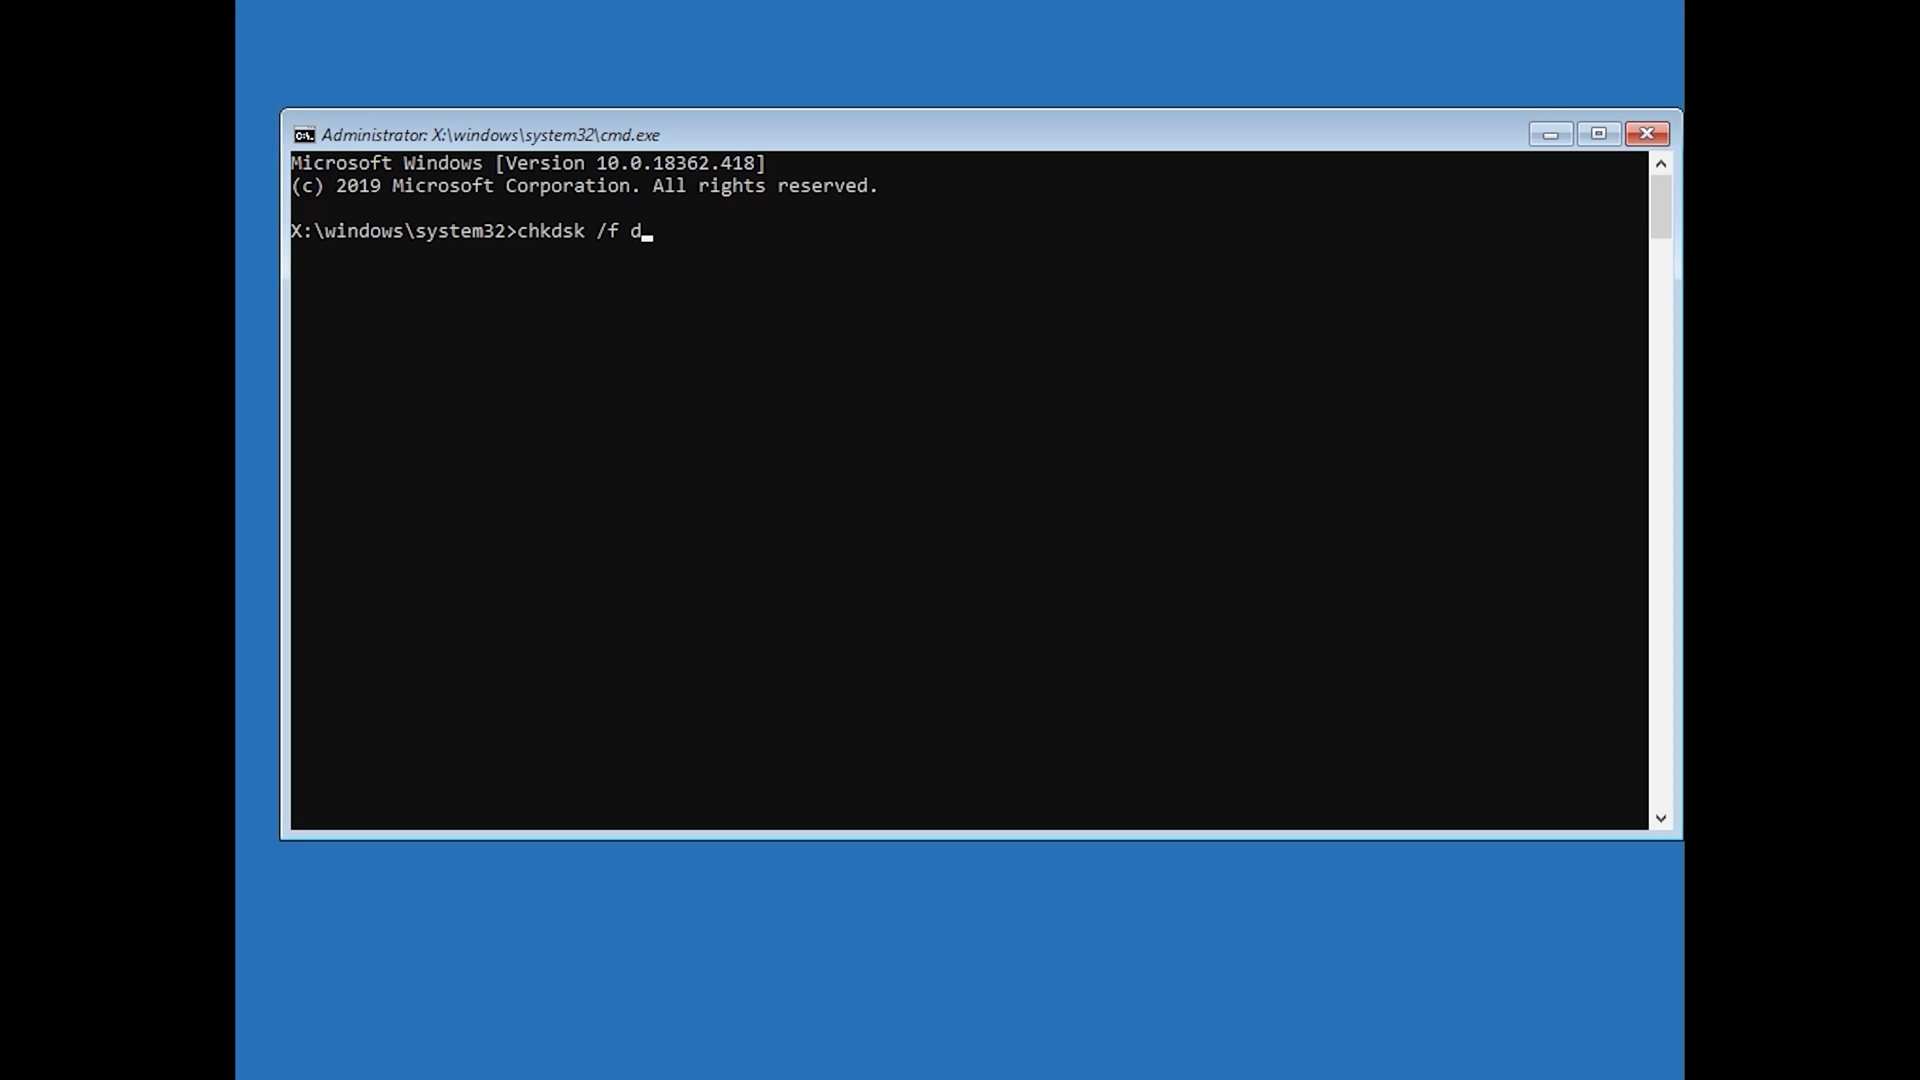 Administrator: X:\windows\system32\cmd.exe
Microsoft Windows [Version 10.0.18362.418]
(c) 2019 Microsoft Corporation. All rights reserved.
X:\windows\system32>chkdsk /f d